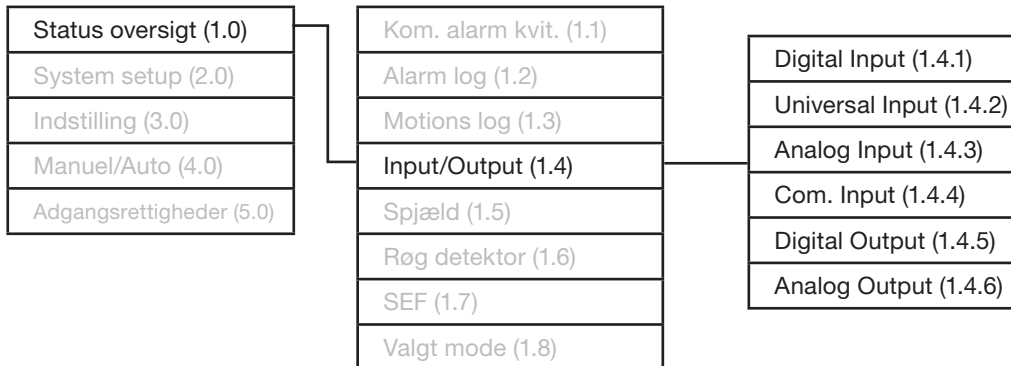 Status oversigt (1.0)
System setup (2.0)
Indstilling (3.0)
Manuel/Auto (4.0)
Adgangsrettigheder (5.0)
Kom. alarm kvit. (1.1)
Alarm log (1.2)
Motions log (1.3)
Input/Output (1.4)
Spjæld (1.5)
Røg detektor (1.6)
SEF (1.7)
Valgt mode (1.8)
Digital Input (1.4.1)
Universal Input (1.4.2)
Analog Input (1.4.3)
Com. Input (1.4.4)
Digital Output (1.4.5)
Analog Output (1.4.6)